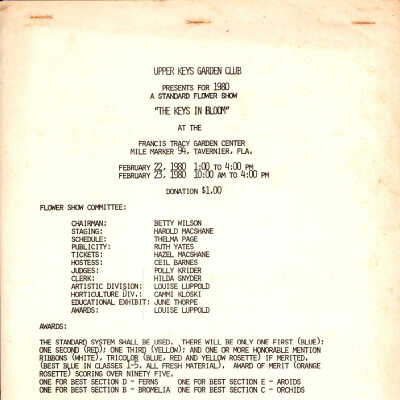 UPPER KEYS GARDEN CLUB
PRESENTS FOR 1980
A STANDARD FLOWER SHOW
"THE KEYS IN BLOOM"
AT THE
FRANCIS TRACY GARDEN CENTER
MILE MARKER 94, TAVERNIER, FLA.
FEBRUARY 22, 1980 1:00 TO 4:00 PM
FEBRUARY 23, 1980 10:00 AM TO 4:00 PM
DONATION $1.00
FLOWER SHOW COMMITTEE:
CHAIRMAN: BETTY WILSON
STAGING: HAROLD MACSHANE
SCHEDULE: THELMA PAGE
PUBLICITY: RUTH YATES
TICKETS: HAZEL MACSHANE
HOSTESS: CEIL BARNES
JUDGES: POLLY KRIDER
CLERK: HILDA SNYDER
ARTISTIC DIVISION: LOUISE LUPPOLD
HORTICULTURE DIV.: CAMMI KLOSKI
EDUCATIONAL EXHIBIT: JUNE THORPE
AWARDS: LOUISE LUPPOLD
AWARDS:
THE STANDARD SYSTEM SHALL BE USED. THERE WILL BE ONLY ONE FIRST (BLUE);
ONE SECOND (RED); ONE THIRD (YELLOW); AND ONE OR MORE HONORABLE MENTION
RIBBONS (WHITE), TRICOLOR (BLUE, RED AND YELLOW ROSETTE) IF MERITED.
(BEST BLUE IN CLASSES 1-5, ALL FRESH MATERIAL), AWARD OF MERIT (ORANGE
ROSETTE) SCORING OVER NINETY FIVE.
ONE FOR BEST SECTION D - FERNS ONE FOR BEST SECTION E - AROIDS
ONE FOR BEST SECTION B - BROMELIA ONE FOR BEST SECTION C - ORCHIDS